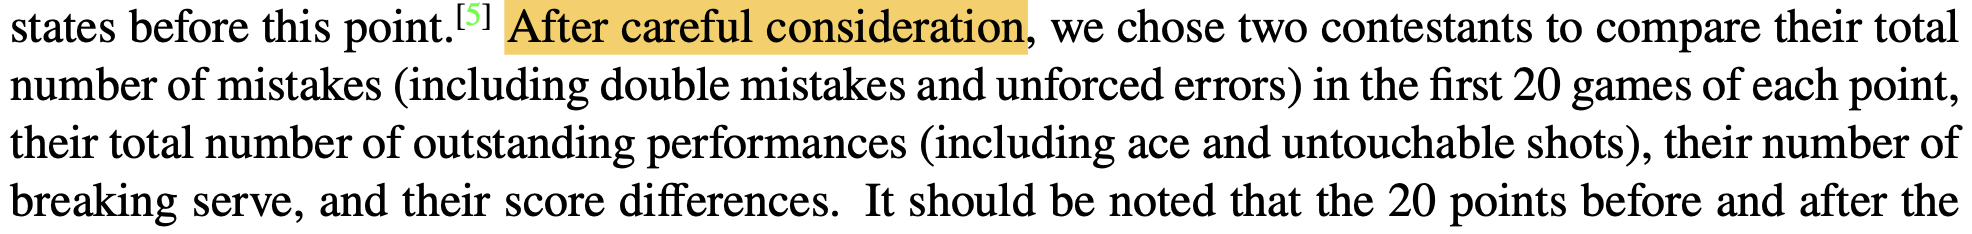 states before this point.[5] After careful consideration, we chose two contestants to compare their total
number of mistakes (including double mistakes and unforced errors) in the first 20 games of each point,
their total number of outstanding performances (including ace and untouchable shots), their number of
breaking serve, and their score differences. It should be noted that the 20 points before and after the